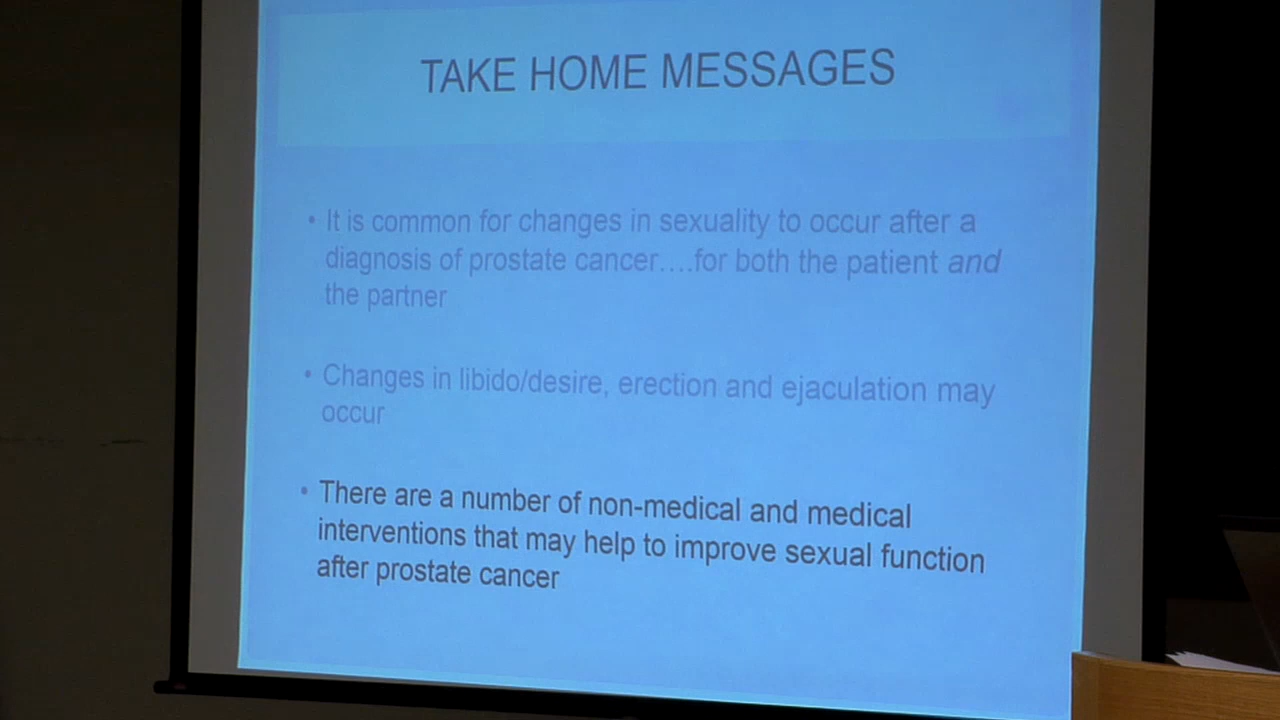 TAKE HOME MESSAGES
• It is common for changes in sexuality to occur after a
diagnosis of prostate cancer....for both the patient and
the partner
• Changes in libido/desire, erection and ejaculation may
occur
• There are a number of non-medical and medical
interventions that may help to improve sexual function
after prostate cancer